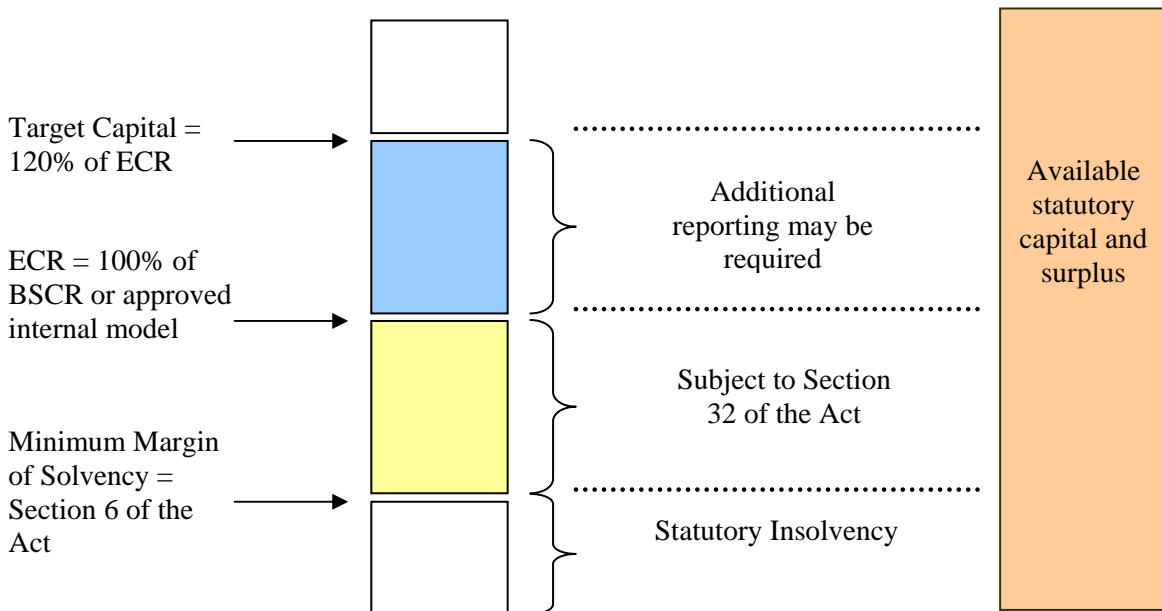 Target Capital =
120% of ECR
ECR = 100% of
BSCR or approved
internal model
Minimum Margin
of Solvency =
Section 6 of the
Act
Additional
reporting may be
required
Subject to Section
32 of the Act
Statutory Insolvency
Available
statutory
capital and
surplus